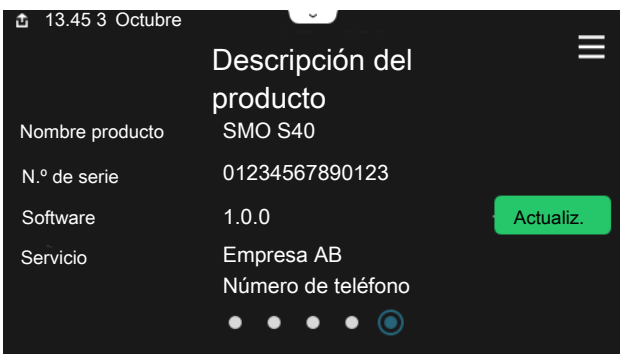 13.45 3 Octubre
Descripción del
producto
Nombre producto SMO S40
N.º de serie 01234567890123
Software 1.0.0 Actualiz.
Servicio Empresa AB
Número de teléfono